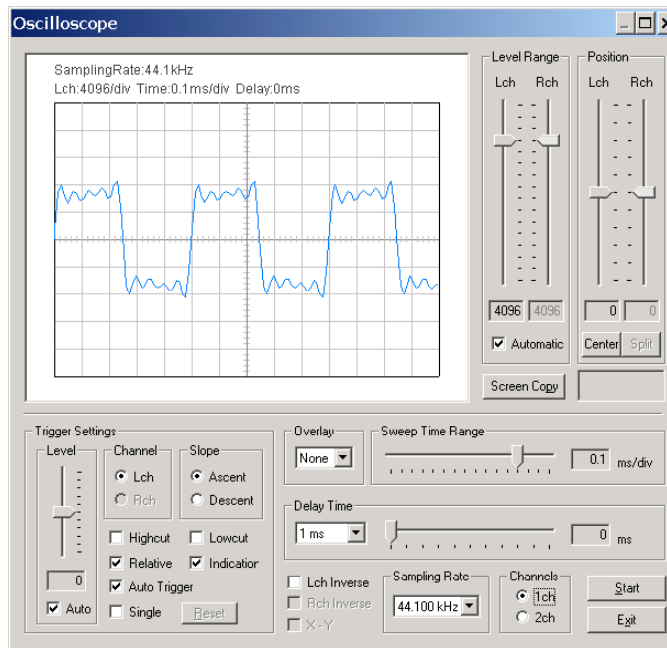 Oscilloscope
SamplingRate:44.1kHz
Lch:4096/div Time:0.1ms/div Delay:0ms
Level Range
Lch Rch
4096 4096
Automatic
Position
Lch Rch
0 0
Center Split
Screen Copy
Trigger Settings
Level
0
Auto
Channel
Lch
Rch
Slope
Ascent
Descent
Highcut Lowcut
Relative Indicatior
Auto Trigger
Single Reset
Overlay
None
Sweep Time Range
0.1 ms/div
Delay Time
1 ms
0 ms
Lch Inverse
Rch Inverse
X-Y
Sampling Rate
44.100 kHz
Channels
1ch
2ch
Start
Exit